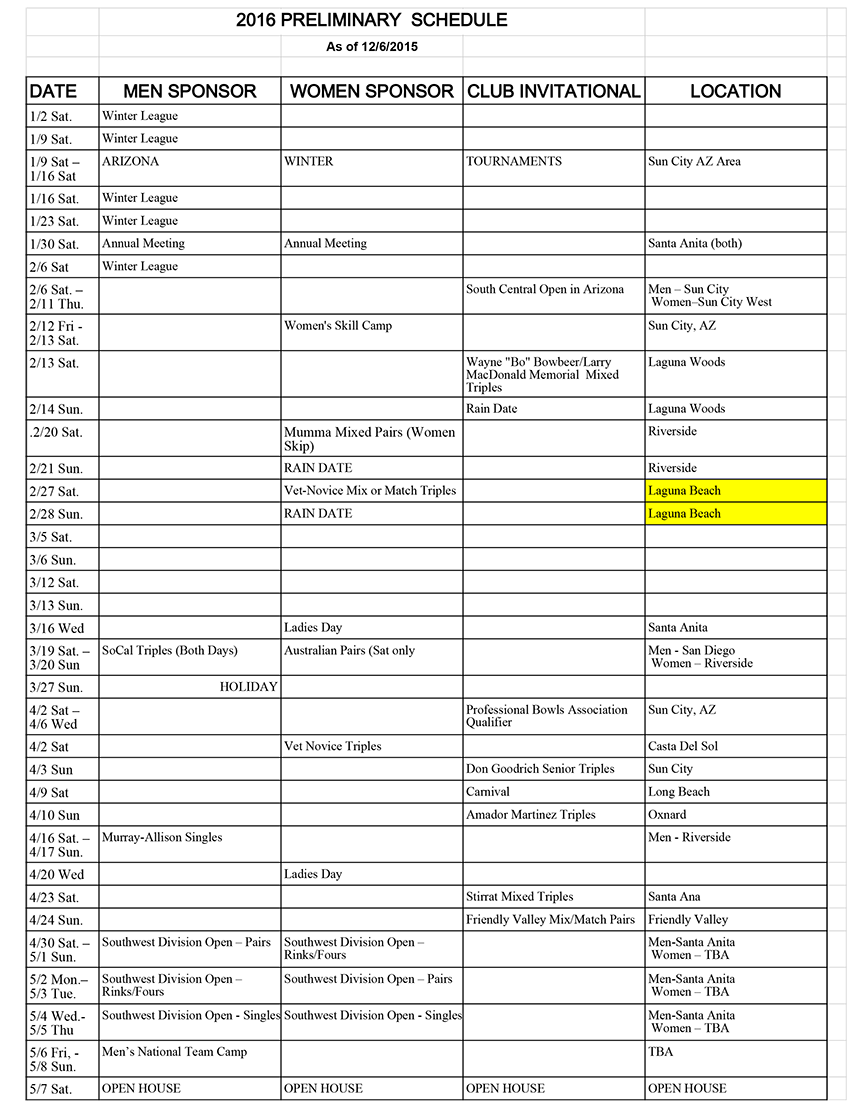 2016 PRELIMINARY SCHEDULE
As of 12/6/2015
DATE MEN SPONSOR WOMEN SPONSOR CLUB INVITATIONAL LOCATION
1/2 Sat. Winter League
1/9 Sat. Winter League
1/9 Sat – ARIZONA WINTER TOURNAMENTS Sun City AZ Area
1/16 Sat
1/16 Sat. Winter League
1/23 Sat. Winter League
1/30 Sat. Annual Meeting Annual Meeting Santa Anita (both)
2/6 Sat Winter League
2/6 Sat. – South Central Open in Arizona Men – Sun City
2/11 Thu. Women–Sun City West
2/12 Fri - Women's Skill Camp Sun City, AZ
2/13 Sat.
2/13 Sat. Wayne "Bo" Bowbeer/Larry Laguna Woods
MacDonald Memorial Mixed
Triples
2/14 Sun. Rain Date Laguna Woods
.2/20 Sat. Mumma Mixed Pairs (Women Riverside
Skip)
2/21 Sun. RAIN DATE Riverside
2/27 Sat. Vet-Novice Mix or Match Triples Laguna Beach
2/28 Sun. RAIN DATE Laguna Beach
3/5 Sat.
3/6 Sun.
3/12 Sat.
3/13 Sun.
3/16 Wed Ladies Day Santa Anita
3/19 Sat. – SoCal Triples (Both Days) Australian Pairs (Sat only Men - San Diego
3/20 Sun Women – Riverside
3/27 Sun. HOLIDAY
4/2 Sat – Professional Bowls Association Sun City, AZ
4/6 Wed Qualifier
4/2 Sat Vet Novice Triples Casta Del Sol
4/3 Sun Don Goodrich Senior Triples Sun City
4/9 Sat Carnival Long Beach
4/10 Sun Amador Martinez Triples Oxnard
4/16 Sat. – Murray-Allison Singles Men - Riverside
4/17 Sun.
4/20 Wed Ladies Day
4/23 Sat. Stirrat Mixed Triples Santa Ana
4/24 Sun. Friendly Valley Mix/Match Pairs Friendly Valley
4/30 Sat. – Southwest Division Open – Pairs Southwest Division Open – Men-Santa Anita
5/1 Sun. Rinks/Fours Women – TBA
5/2 Mon.– Southwest Division Open – Southwest Division Open – Pairs Men-Santa Anita
5/3 Tue. Rinks/Fours Women – TBA
5/4 Wed.- Southwest Division Open - Singles Southwest Division Open - Singles Men-Santa Anita
5/5 Thu Women – TBA
5/6 Fri, - Men’s National Team Camp TBA
5/8 Sun.
5/7 Sat. OPEN HOUSE OPEN HOUSE OPEN HOUSE OPEN HOUSE